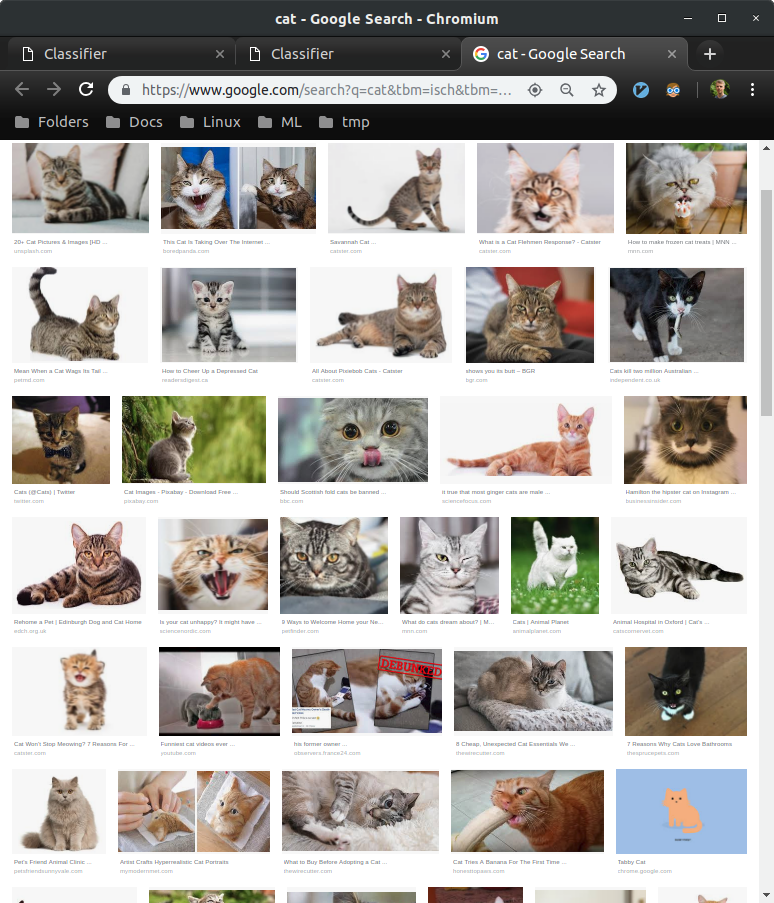 cat - Google Search - Chromium
Classifier
Classifier
cat - Google Search
https://www.google.com/search?q=cat&tbm=isch&tbm=...
Folders
Docs
Linux
ML
tmp
20+ Cat Pictures & Images [HD ...
unsplash.com
This Cat Is Taking Over The Internet ...
boredpanda.com
Savannah Cat ...
catster.com
What is a Cat Flehmen Response? - Catster
catster.com
How to make frozen cat treats | MNN ...
mnn.com
Mean When a Cat Wags Its Tail ...
petmd.com
How to Cheer Up a Depressed Cat
readersdigest.ca
All About Pixiebob Cats - Catster
catster.com
shows you its butt – BGR
bgr.com
Cats kill two million Australian ...
independent.co.uk
Cats (@Cats) | Twitter
twitter.com
Cat Images - Pixabay - Download Free ...
pixabay.com
Should Scottish fold cats be banned ...
bbc.com
it true that most ginger cats are male ...
sciencefocus.com
Hamilton the hipster cat on Instagram ...
businessinsider.com
Rehome a Pet | Edinburgh Dog and Cat Home
edch.org.uk
Is your cat unhappy? It might have ...
sciencenordic.com
9 Ways to Welcome Home your Ne...
petfinder.com
What do cats dream about? | M...
mnn.com
Cats | Animal Planet
animalplanet.com
Animal Hospital in Oxford | Cat's ...
catscornervet.com
Cat Won't Stop Meowing? 7 Reasons For ...
catster.com
Funniest cat videos ever ...
youtube.com
DEBUNKED
his former owner ...
observers.france24.com
8 Cheap, Unexpected Cat Essentials We ...
thewirecutter.com
7 Reasons Why Cats Love Bathrooms
thesprucepets.com
Pet's Friend Animal Clinic ...
petsfriendsunnyvale.com
Artist Crafts Hyperrealistic Cat Portraits
mymodernmet.com
What to Buy Before Adopting a Cat ...
thewirecutter.com
Cat Tries A Banana For The First Time ...
honesttopaws.com
Tabby Cat
chrome.google.com